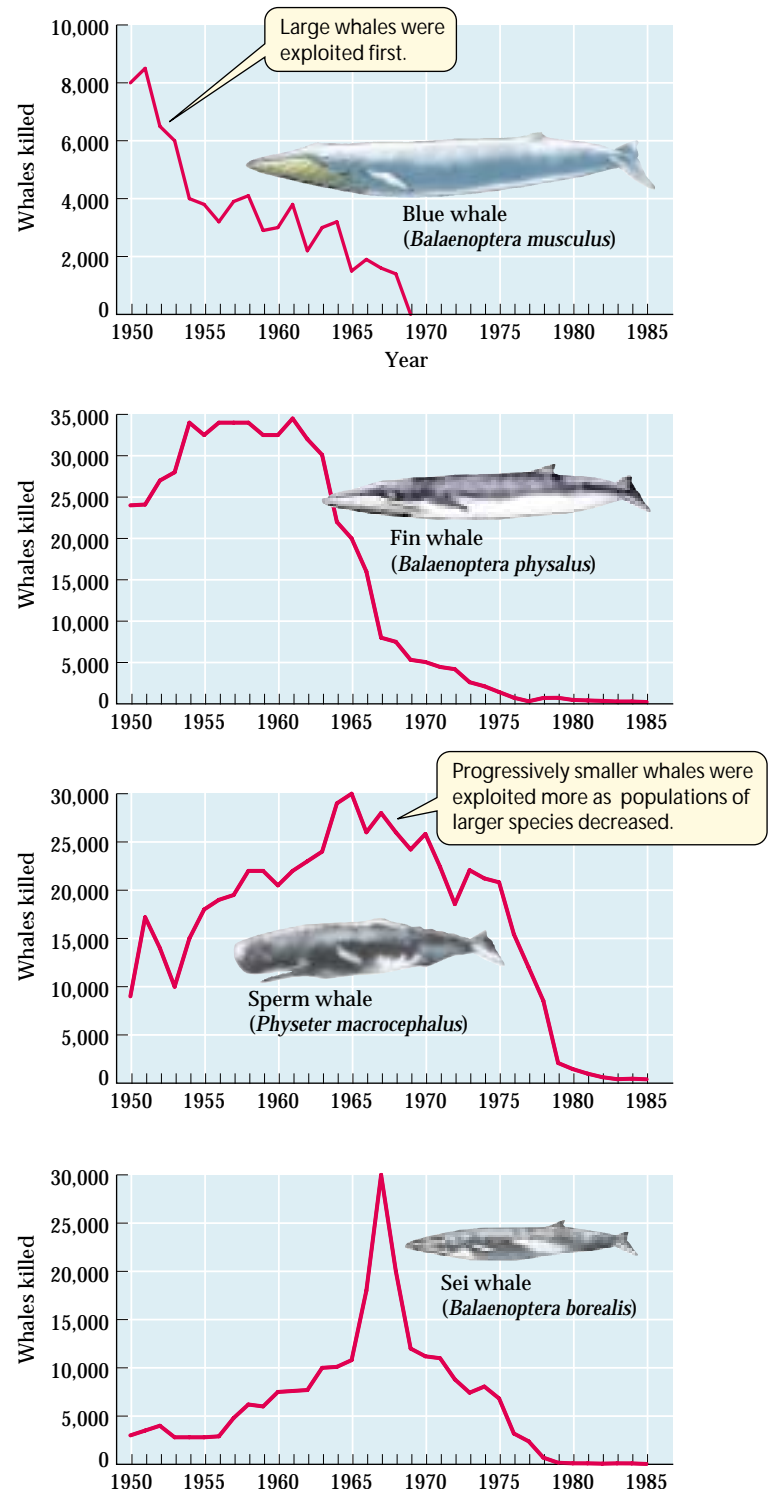 Large whales were
exploited first.
10,000
8,000
6,000
4,000
2,000
0
Whales killed
Blue whale
(Balaenoptera musculus)
1950 1955 1960 1965 1970 1975 1980 1985
Year
35,000
30,000
25,000
20,000
15,000
10,000
5,000
0
Whales killed
Fin whale
(Balaenoptera physalus)
1950 1955 1960 1965 1970 1975 1980 1985
Progressively smaller whales were
exploited more as populations of
larger species decreased.
30,000
25,000
20,000
15,000
10,000
5,000
0
Whales killed
Sperm whale
(Physeter macrocephalus)
1950 1955 1960 1965 1970 1975 1980 1985
30,000
25,000
20,000
15,000
10,000
5,000
0
Whales killed
Sei whale
(Balaenoptera borealis)
1950 1955 1960 1965 1970 1975 1980 1985